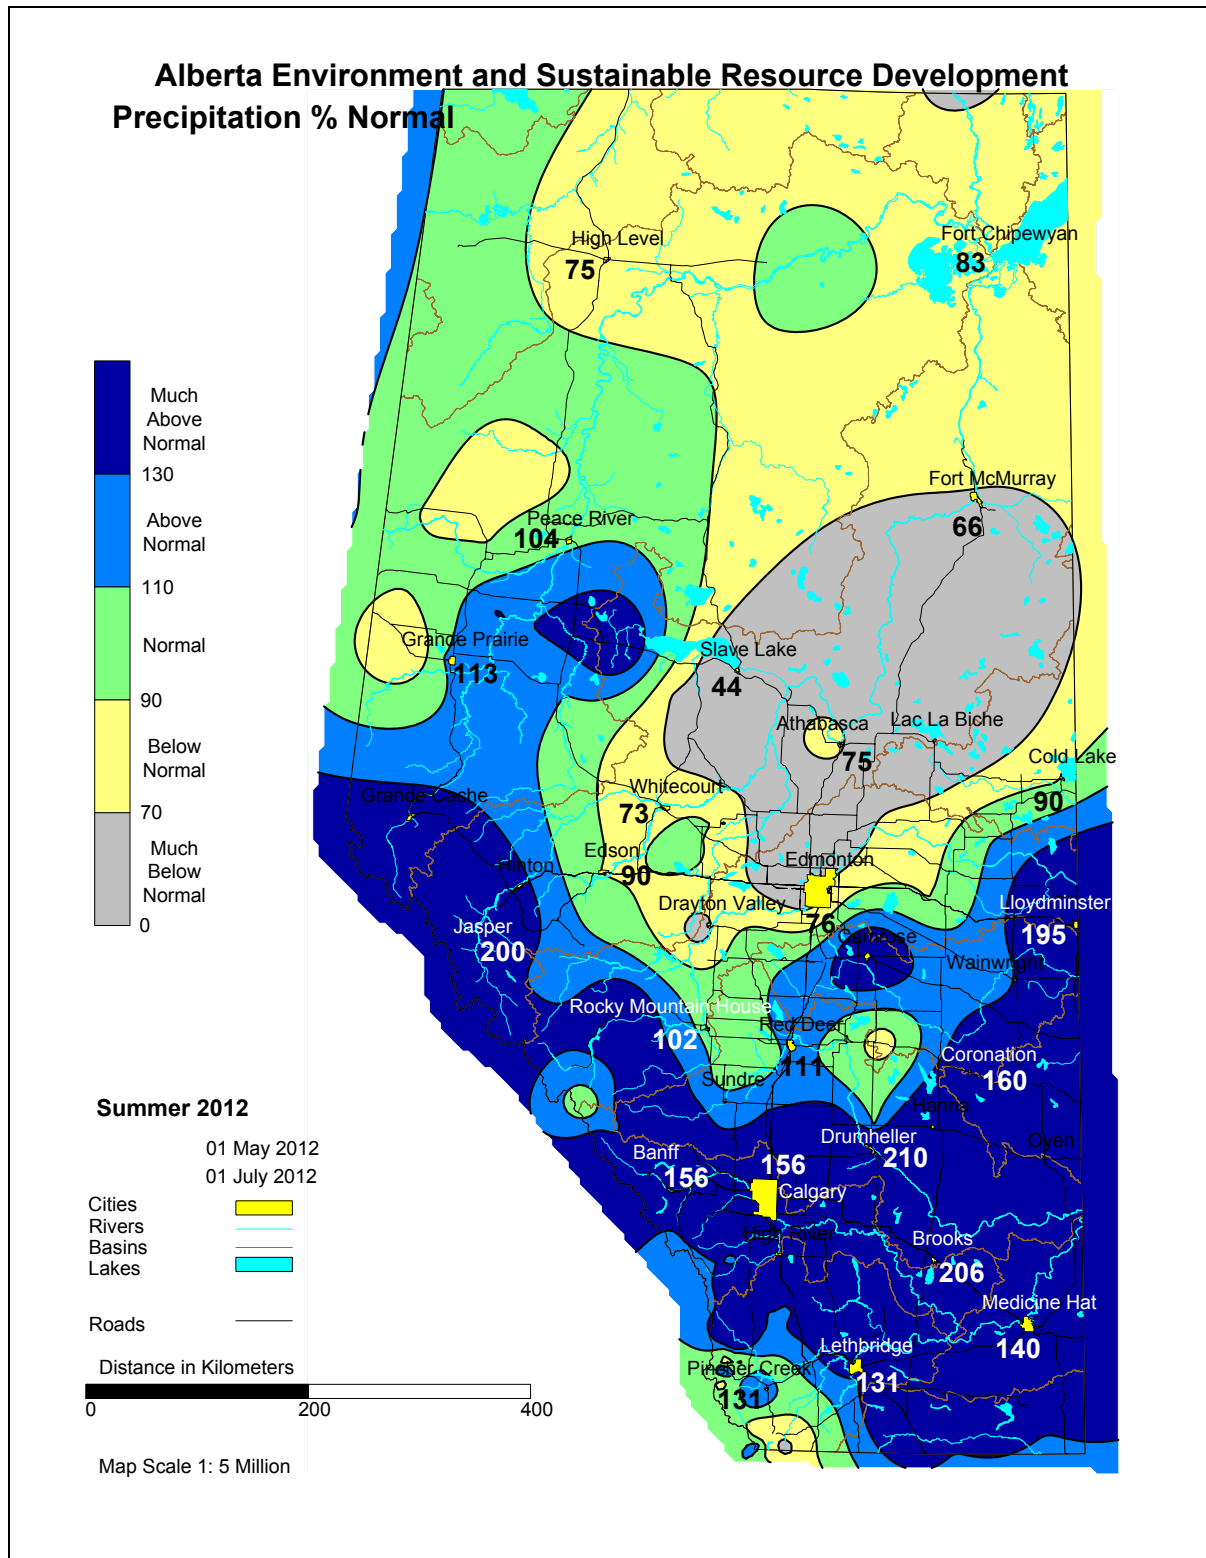 Alberta Environment and Sustainable Resource Development
Precipitation % Normal
High Level
75
Fort Chipewyan
83
Much
Above
Normal
130
Above
Normal
110
Normal
90
Below
Normal
70
Much
Below
Normal
0
Fort McMurray
66
Peace River
104
Grande Prairie
113
Slave Lake
44
Athabasca
75
Lac La Biche
Cold Lake
90
Grande Cache
Whitecourt
73
Hinton
Edson
90
Edmonton
76
Drayton Valley
Lloydminster
195
Jasper
200
Camrose
Wainwright
Rocky Mountain House
102
Red Deer
111
Coronation
160
Sundre
Hanna
Drumheller
210
Oyen
Banff
156
156
Calgary
High River
Brooks
206
Medicine Hat
140
Lethbridge
131
Pincher Creek
131
Summer 2012
01 May 2012
01 July 2012
Cities
Rivers
Basins
Lakes
Roads
Distance in Kilometers
0 200 400
Map Scale 1: 5 Million